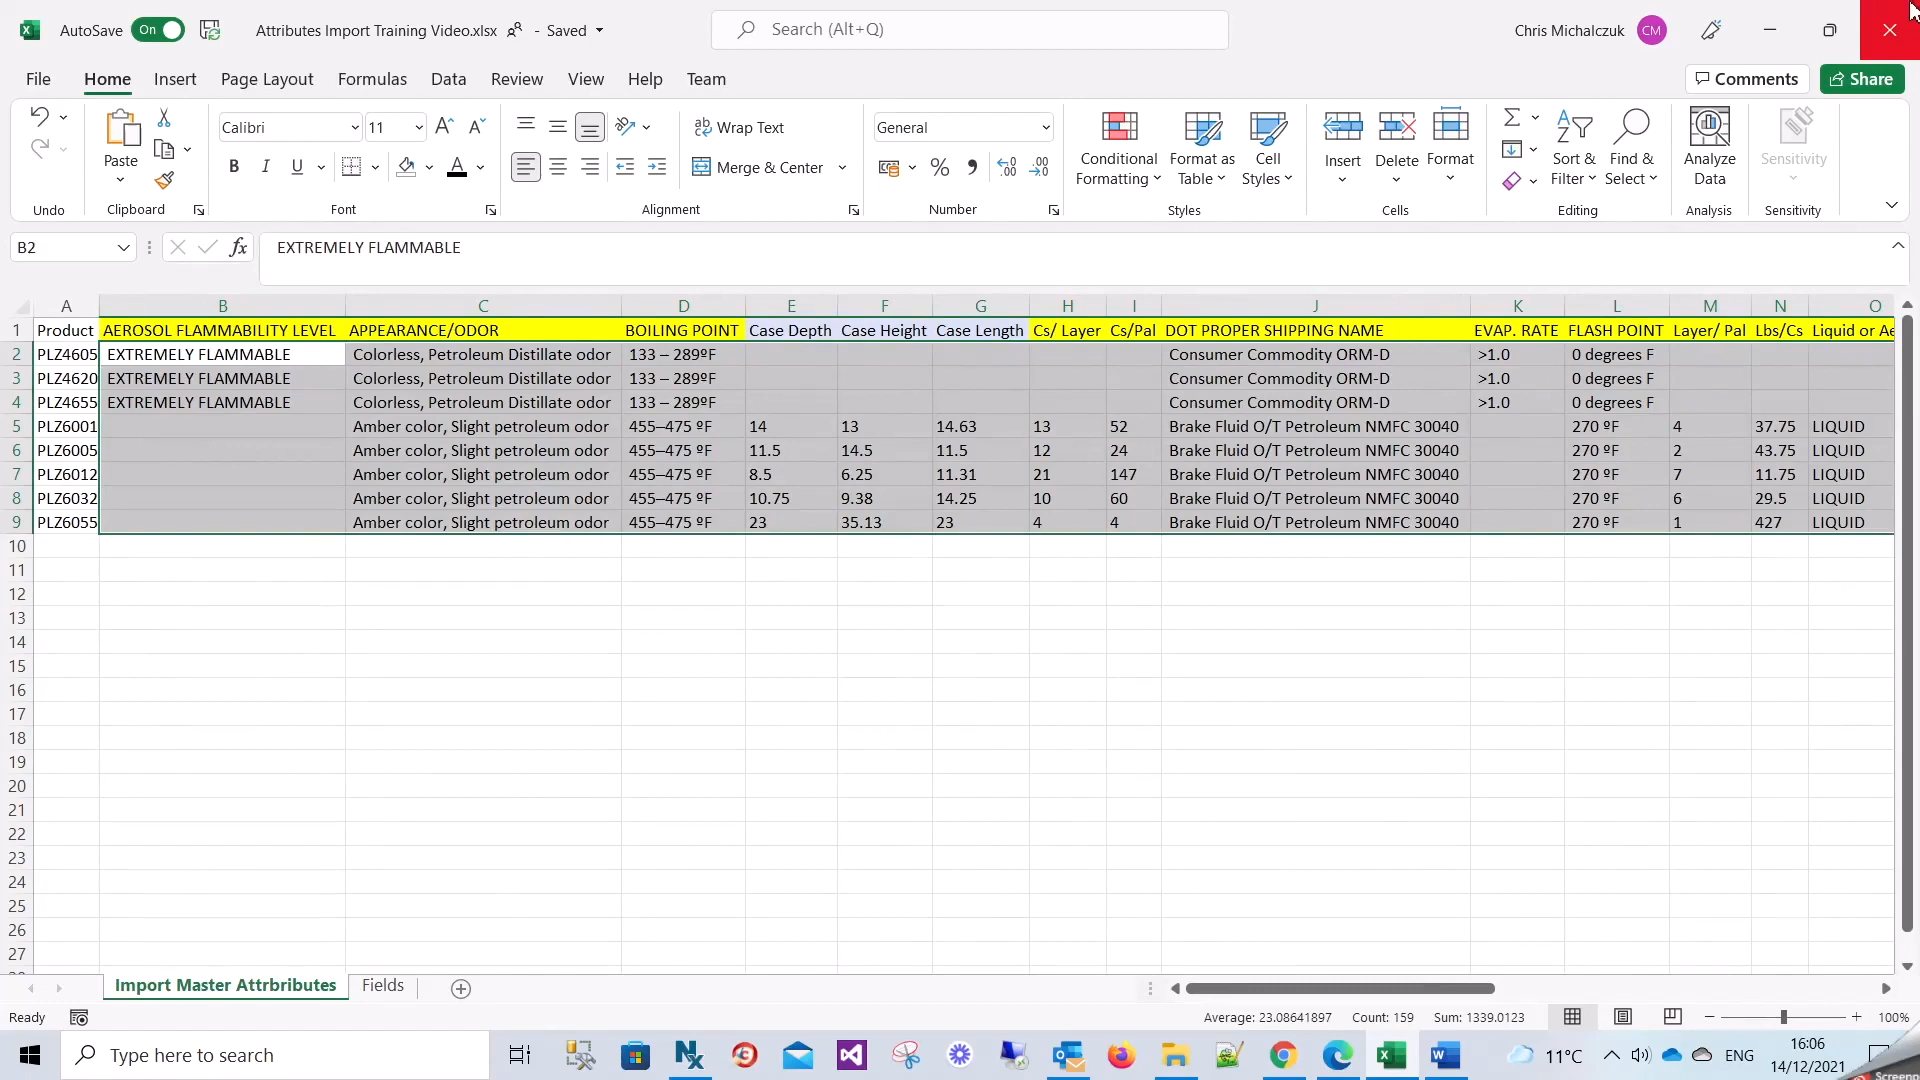 AutoSave On Attributes Import Training Video.xlsx - Saved Search (Alt+Q) Chris Michalczuk CM
File Home Insert Page Layout Formulas Data Review View Help Team Comments Share
Calibri 11 Wrap Text General
Paste B I U Merge & Center % Conditional Formatting Format as Table Cell Styles Insert Delete Format Sort & Filter Find & Select Analyze Data Sensitivity
Undo Clipboard Font Alignment Number Styles Cells Editing Analysis Sensitivity
B2 fx EXTREMELY FLAMMABLE
A B C D E F G H I J K L M N O
1 Product AEROSOL FLAMMABILITY LEVEL APPEARANCE/ODOR BOILING POINT Case Depth Case Height Case Length Cs/ Layer Cs/Pal DOT PROPER SHIPPING NAME EVAP. RATE FLASH POINT Layer/ Pal Lbs/Cs Liquid or Ae
2 PLZ4605 EXTREMELY FLAMMABLE Colorless, Petroleum Distillate odor 133 – 289ºF Consumer Commodity ORM-D >1.0 0 degrees F
3 PLZ4620 EXTREMELY FLAMMABLE Colorless, Petroleum Distillate odor 133 – 289ºF Consumer Commodity ORM-D >1.0 0 degrees F
4 PLZ4655 EXTREMELY FLAMMABLE Colorless, Petroleum Distillate odor 133 – 289ºF Consumer Commodity ORM-D >1.0 0 degrees F
5 PLZ6001 Amber color, Slight petroleum odor 455–475 ºF 14 13 14.63 13 52 Brake Fluid O/T Petroleum NMFC 30040 270 ºF 4 37.75 LIQUID
6 PLZ6005 Amber color, Slight petroleum odor 455–475 ºF 11.5 14.5 11.5 12 24 Brake Fluid O/T Petroleum NMFC 30040 270 ºF 2 43.75 LIQUID
7 PLZ6012 Amber color, Slight petroleum odor 455–475 ºF 8.5 6.25 11.31 21 147 Brake Fluid O/T Petroleum NMFC 30040 270 ºF 7 11.75 LIQUID
8 PLZ6032 Amber color, Slight petroleum odor 455–475 ºF 10.75 9.38 14.25 10 60 Brake Fluid O/T Petroleum NMFC 30040 270 ºF 6 29.5 LIQUID
9 PLZ6055 Amber color, Slight petroleum odor 455–475 ºF 23 35.13 23 4 4 Brake Fluid O/T Petroleum NMFC 30040 270 ºF 1 427 LIQUID
10
11
12
13
14
15
16
17
18
19
20
21
22
23
24
25
26
27
Import Master Attrbributes Fields
Ready Average: 23.08641897 Count: 159 Sum: 1339.0123 100%
Type here to search 11°C ENG 16:06
14/12/2021